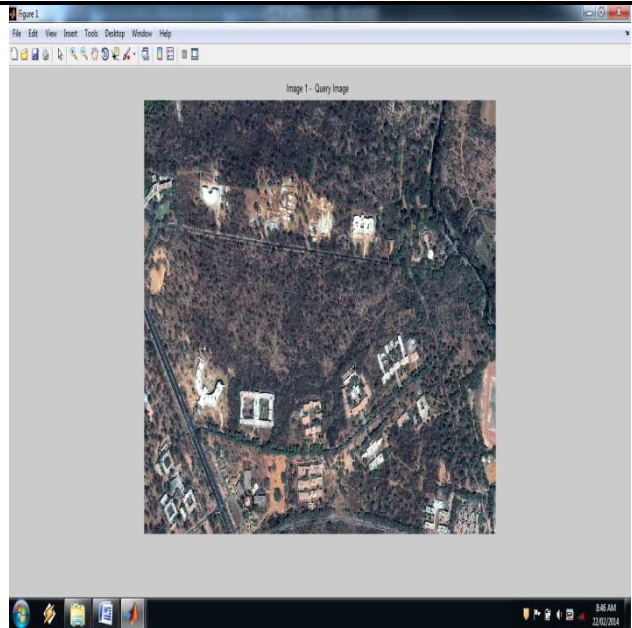 Figure 1
File Edit View Insert Tools Desktop Window Help
Image 1 - Query Image
8:46 AM
22/02/2014